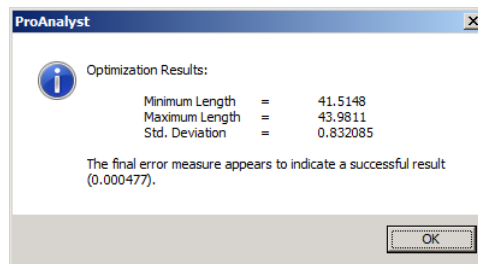 ProAnalyst
Optimization Results:
Minimum Length = 41.5148
Maximum Length = 43.9811
Std. Deviation = 0.832085
The final error measure appears to indicate a successful result
(0.000477).
OK